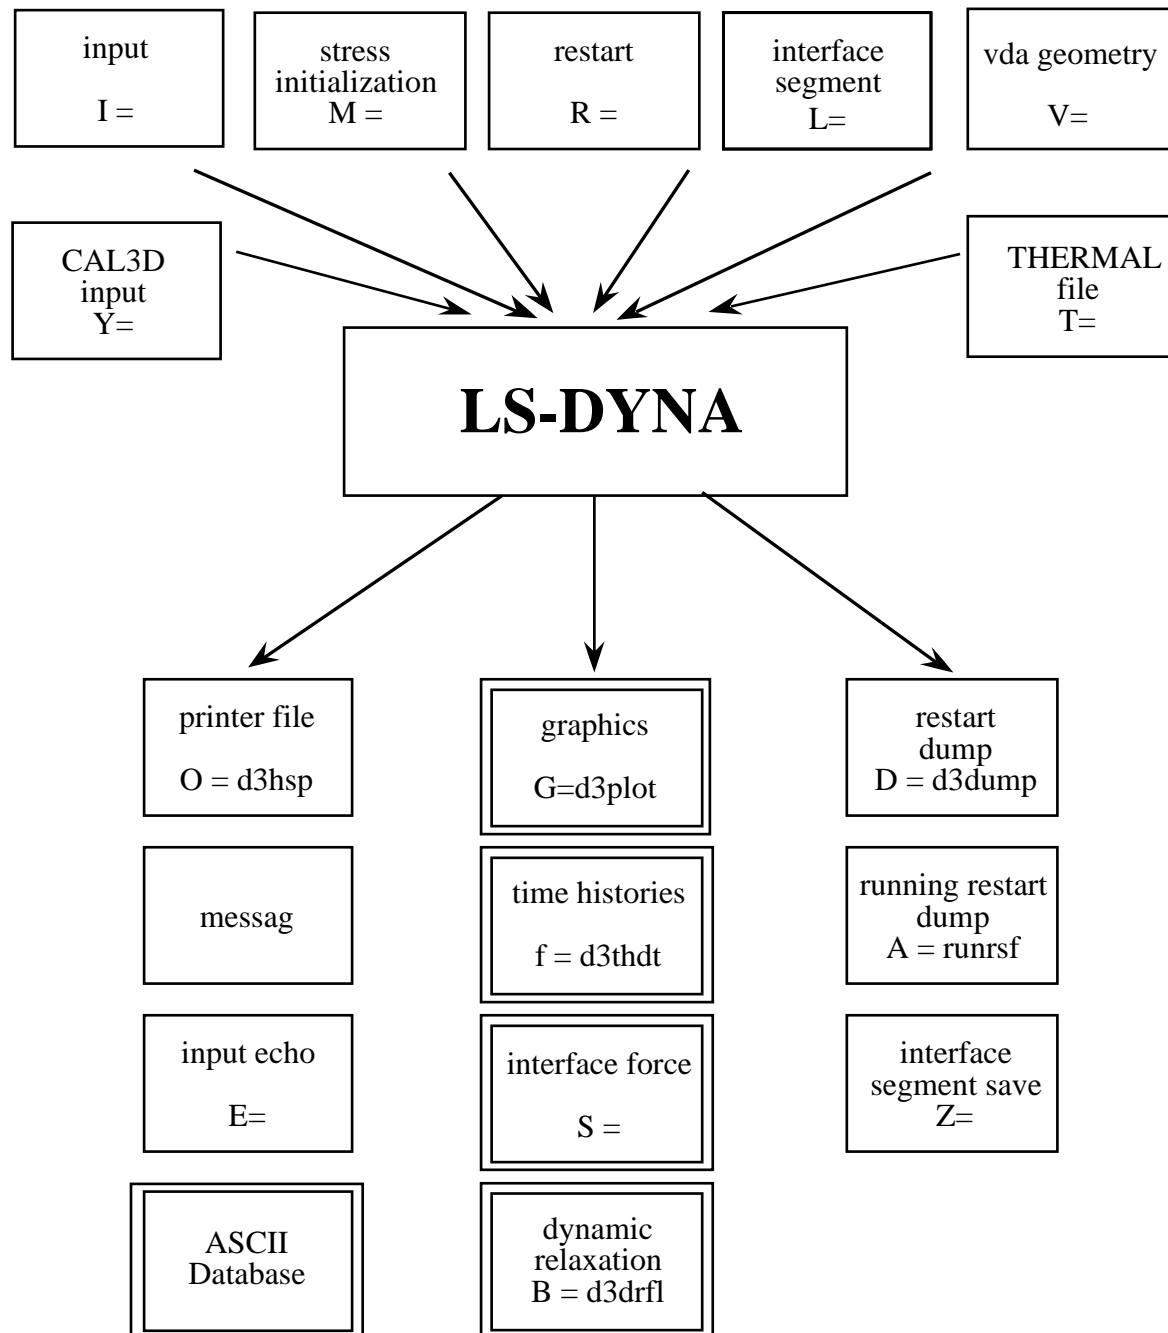 input
I =
stress
initialization
M =
restart
R =
interface
segment
L=
vda geometry
V=
CAL3D
input
Y=
THERMAL
file
T=
LS-DYNA
printer file
O = d3hsp
graphics
G=d3plot
restart
dump
D = d3dump
messag
time histories
f = d3thdt
running restart
dump
A = runrsf
input echo
E=
interface force
S =
interface
segment save
Z=
ASCII
Database
dynamic
relaxation
B = d3drfl